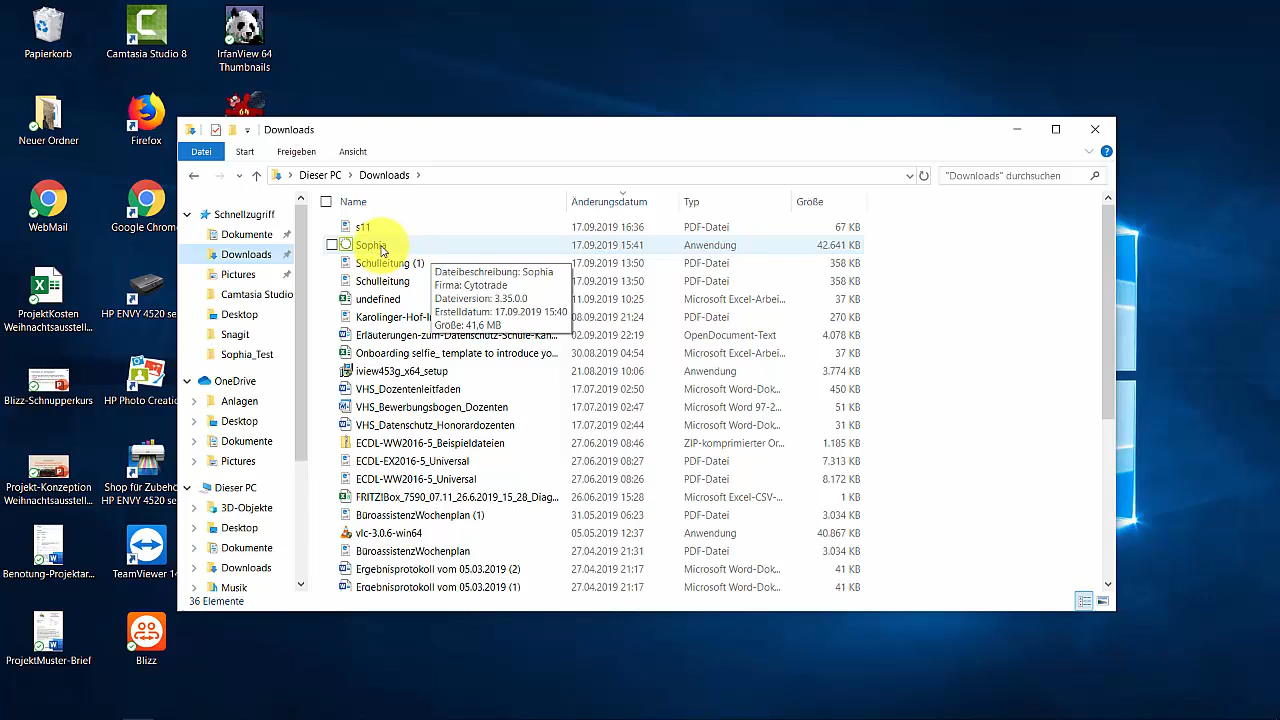 Papierkorb
Camtasia Studio 8
IrfanView 64
Thumbnails
Neuer Ordner
Firefox
WebMail
Google Chrom
ProjektKosten
Weihnachtsausstell...
HP ENVY 4520 se
Blizz-Schnupperkurs
HP Photo Creatio
Projekt-Konzeption
Weihnachtsausstell...
Shop für Zubehö
HP ENVY 4520 se
Benotung-Projektar...
TeamViewer 14
ProjektMuster-Brief
Blizz
Downloads
Datei
Start
Freigeben
Ansicht
Dieser PC
Downloads
"Downloads" durchsuchen
Schnellzugriff
Dokumente
Downloads
Pictures
Camtasia Studio
Desktop
Snagit
Sophia_Test
OneDrive
Anlagen
Desktop
Dokumente
Pictures
Dieser PC
3D-Objekte
Desktop
Dokumente
Downloads
Musik
Name Änderungsdatum Typ Größe
s11 17.09.2019 16:36 PDF-Datei 67 KB
Sophia 17.09.2019 15:41 Anwendung 42.641 KB
Schulleitung (1) 17.09.2019 13:50 PDF-Datei 358 KB
Schulleitung 17.09.2019 13:50 PDF-Datei 358 KB
undefined 11.09.2019 10:25 Microsoft Excel-Arbei... 37 KB
Karolinger-Hof-I 08.09.2019 21:24 PDF-Datei 270 KB
Erläuterungen-zum-Datenschutz-Schule-Kan... 02.09.2019 22:19 OpenDocument-Text 4.078 KB
Onboarding selfie_ template to introduce yo... 30.08.2019 04:54 Microsoft Excel-Arbei... 87 KB
iview453g_x64_setup 21.08.2019 10:06 Anwendung 3.774 KB
VHS_Dozentenleitfaden 17.07.2019 02:50 Microsoft Word-Dok... 450 KB
VHS_Bewerbungsbogen_Dozenten 17.07.2019 02:47 Microsoft Word 97-2... 51 KB
VHS_Datenschutz_Honorardozenten 17.07.2019 02:47 Microsoft Word-Dok... 31 KB
ECDL-WW2016-5_Beispieldateien 27.06.2019 08:46 ZIP-komprimierter Or... 1.185 KB
ECDL-EX2016-5_Universal 27.06.2019 08:27 PDF-Datei 7.313 KB
ECDL-WW2016-5_Universal 27.06.2019 08:26 PDF-Datei 8.172 KB
FRITZ!Box_7590_07.11_26.6.2019_15_28_Diag... 26.06.2019 15:28 Microsoft Excel-CSV-... 1 KB
BüroassistenzWochenplan (1) 31.05.2019 06:23 PDF-Datei 3.034 KB
vlc-3.0.6-win64 05.05.2019 12:37 Anwendung 40.867 KB
BüroassistenzWochenplan 27.04.2019 21:31 PDF-Datei 3.034 KB
Ergebnisprotokoll vom 05.03.2019 (2) 27.04.2019 21:17 Microsoft Word-Dok... 41 KB
Ergebnisprotokoll vom 05.03.2019 (1) 27.04.2019 21:17 Microsoft Word-Dok... 41 KB
Dateibeschreibung: Sophia
Firma: Cytotrade
Dateiversion: 3.35.0.0
Erstelldatum: 17.09.2019 15:40
Größe: 41,6 MB
36 Elemente